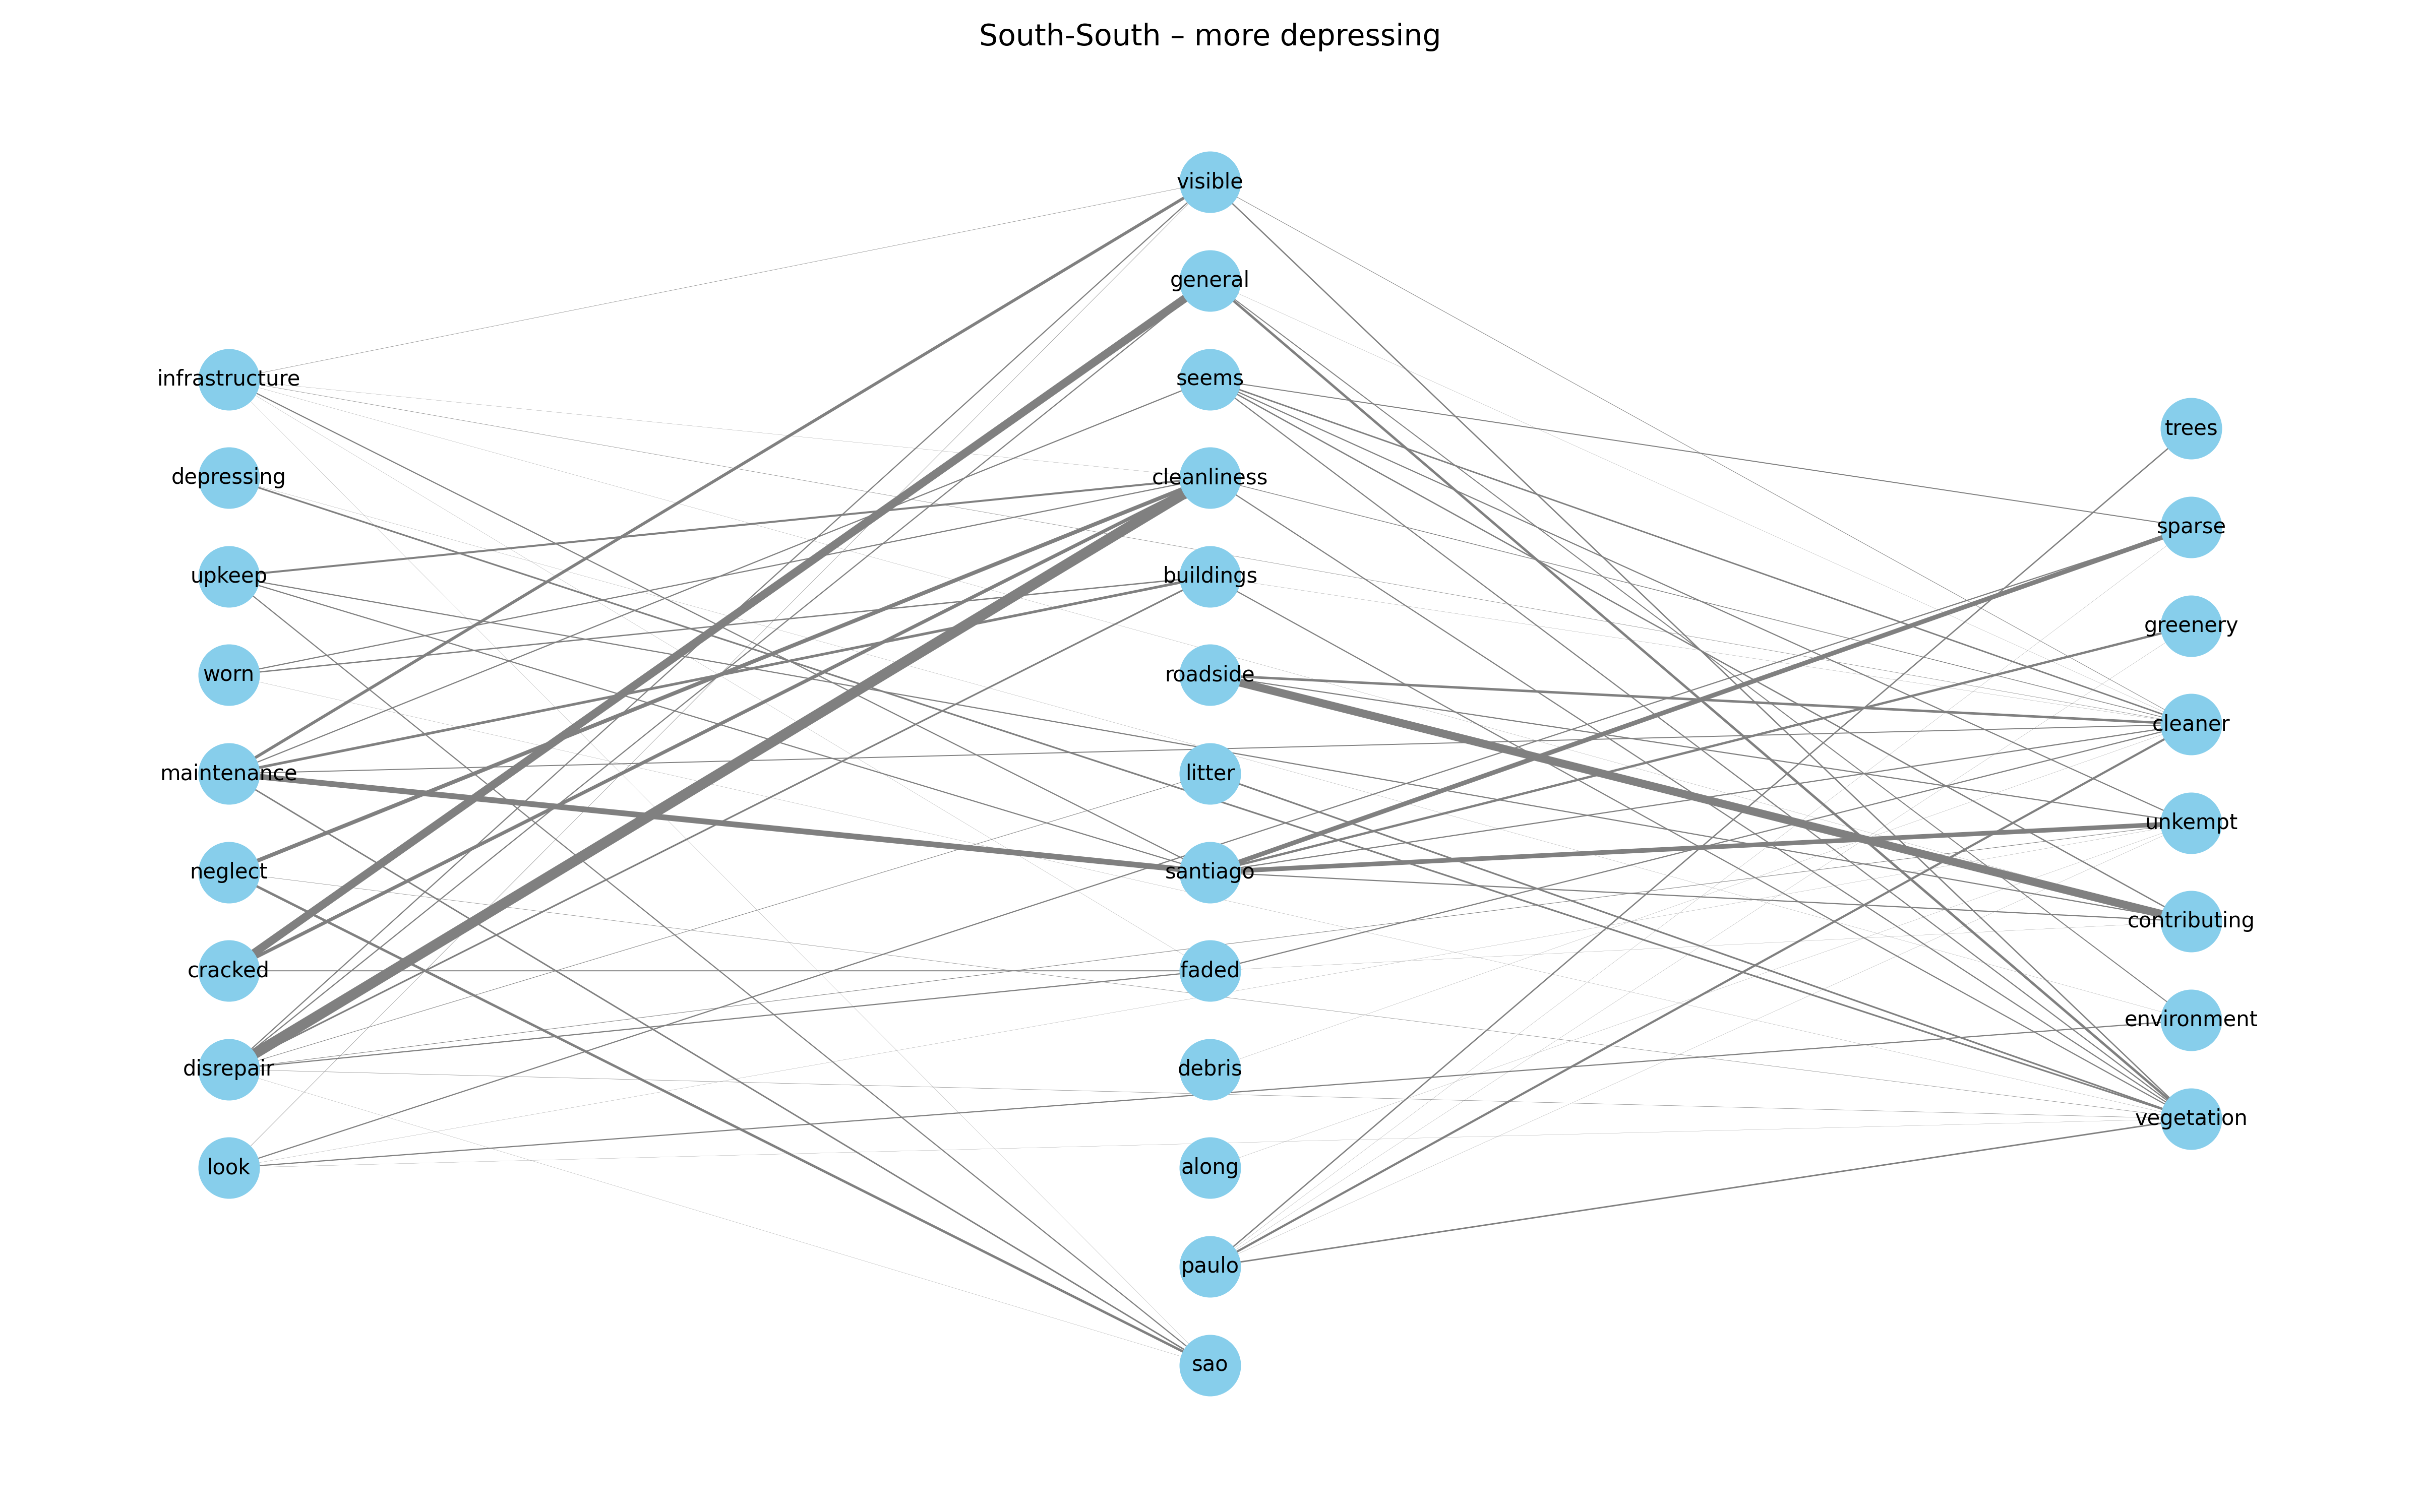 South-South – more depressing
infrastructure
depressing
upkeep
worn
maintenance
neglect
cracked
disrepair
look
visible
general
seems
cleanliness
buildings
roadside
litter
santiago
faded
debris
along
paulo
sao
trees
sparse
greenery
cleaner
unkempt
contributing
environment
vegetation